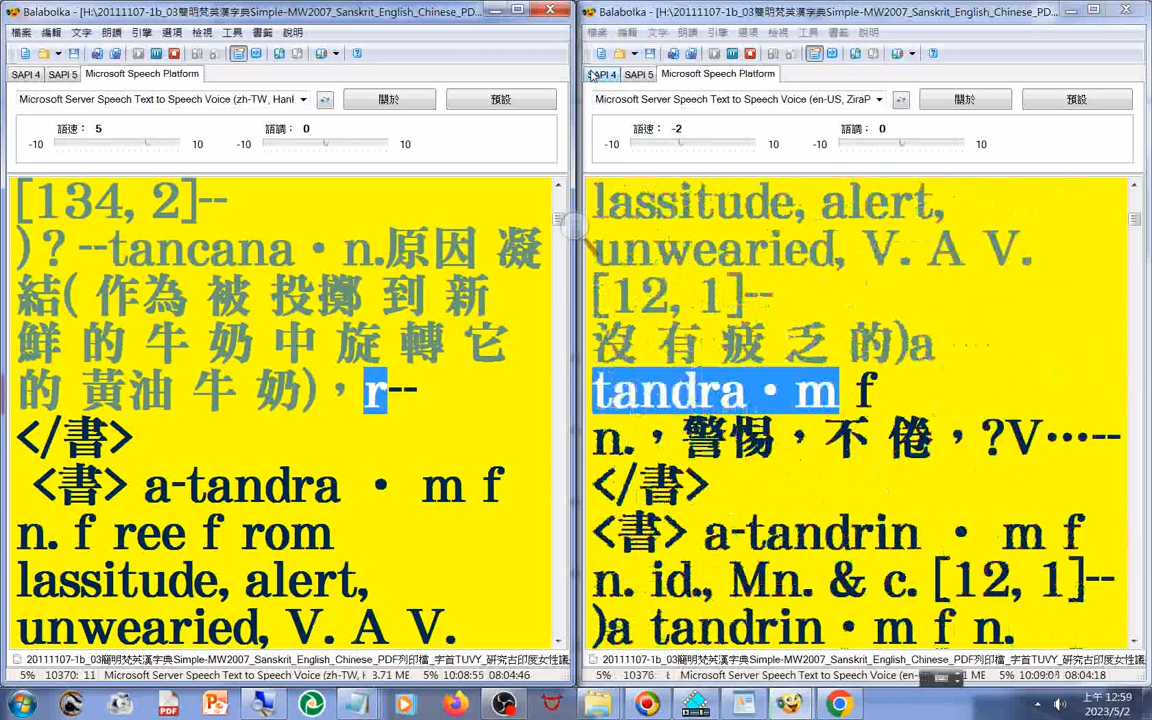 Balabolka - [H:\20111107-1b_03簡明梵英漢字典Simple-MW2007_Sanskrit_English_Chinese_PD...
檔案 編輯 文字 朗讀 引擎 選項 檢視 工具 書籤 說明
SAPI 4 SAPI 5 Microsoft Speech Platform
Microsoft Server Speech Text to Speech Voice (zh-TW, Hanl
關於
預設
語速： 5
語調： 0
-10 10 -10 10
[134, 2]--
)? --tancana·n.原因 凝
結( 作為 被 投擲 到 新
鮮 的 牛 奶 中 旋 轉 它
的 黃油 牛 奶)，r--
</書>
<書> a-tandra · m f
n. f ree f rom
lassitude, alert,
unwearied, V. A V.
20111107-1b_03簡明梵英漢字典Simple-MW2007_Sanskrit_English_Chinese_PDF列印檔_字首TUVY_研究古印度女性議
5% 10370: 11 Microsoft Server Speech Text to Speech Voice (zh-TW, H 3.71 MB 5% 10:08:55 08:04:46
Balabolka - [H:\20111107-1b_03簡明梵英漢字典Simple-MW2007_Sanskrit_English_Chinese_PDF...
檔案 編輯 文字 朗讀 引擎 選項 檢視 工具 書籤 說明
SAPI 4 SAPI 5 Microsoft Speech Platform
Microsoft Server Speech Text to Speech Voice (en-US, ZiraP
關於
預設
語速： -2
語調： 0
-10 10 -10 10
lassitude, alert,
unwearied, V. A V.
[12, 1]--
沒 有 疲 乏 的)a
tandra·m f
n.，警惕，不 倦，?V…--
</書>
<書> a-tandrin · m f
n. id., Mn. & c. [12, 1]--
)a tandrin·m f n.
20111107-1b_03簡明梵英漢字典Simple-MW2007_Sanskrit_English_Chinese_PDF列印檔_字首TUVY_研究古印度女性議
5% Microsoft Server Speech Text to Speech Voice 5% 08:04:18
上午 12:59
2023/5/2